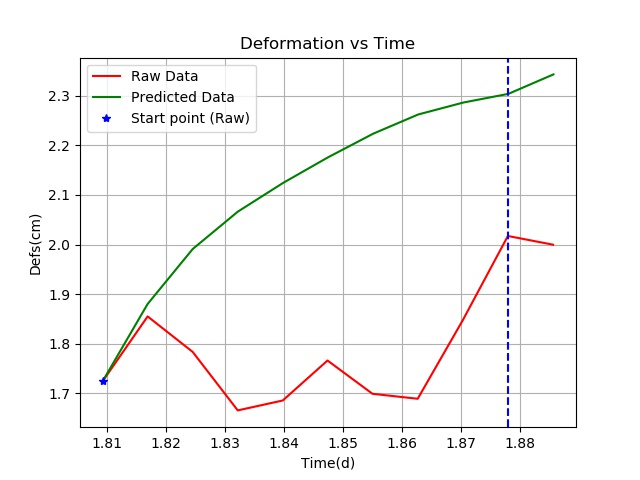 Deformation vs Time
Raw Data
Predicted Data
Start point (Raw)
Defs(cm)
2.3
2.2
2.1
2.0
1.9
1.8
1.7
1.81 1.82 1.83 1.84 1.85 1.86 1.87 1.88
Time(d)